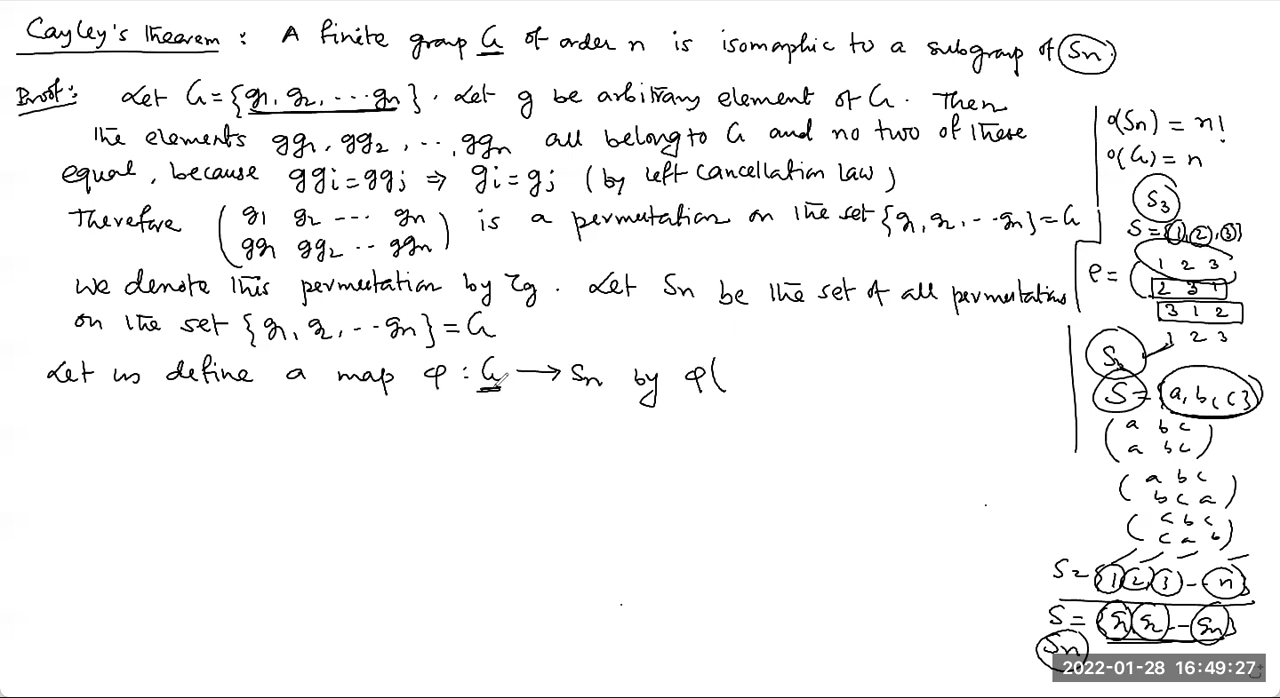 Cayley's Theorem : A finite group G of order n is isomorphic to a subgroup of Sn.
Proof: Let G = {g1, g2, ... gn}. Let g be arbitrary element of G. Then
the elements gg1, gg2, ..., ggn all belong to G and no two of these
equal, because ggi = ggj ⇒ gi = gj (by left cancellation law)
Therefore ( g1 g2 --- gn
gg1 gg2 .. ggn ) is a permutation on the set {g1, g2, -- gn} = G
We denote this permutation by τg. Let Sn be the set of all permutations
on the set {g1, g2, -- gn} = G
Let us define a map φ : G → Sn by φ(
o(Sn) = n!
o(G) = n
S3
S = {1, 2, 3}
P = ( 1 2 3
2 3 1
3 1 2
1 2 3
S3
S = {a, b, c}
( a b c
a b c )
( a b c
b c a )
( a b c
c a b )
S = {1, 2, 3 -- n}
S = {g1 g2 -- gn}
Sn
2022-01-28 16:49:27